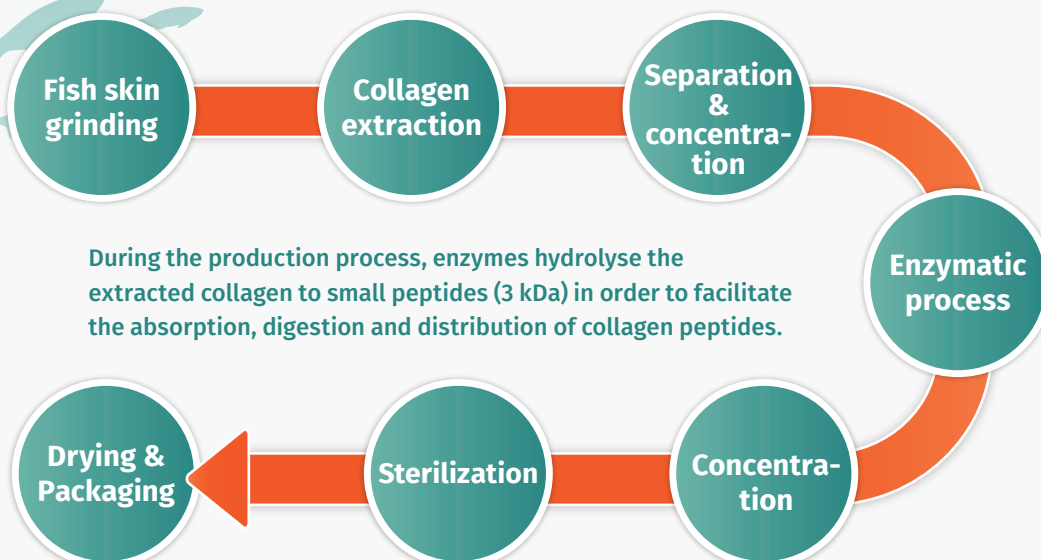 Fish skin
grinding
Collagen
extraction
Separation
&
concentra-
tion
Enzymatic
process
During the production process, enzymes hydrolyse the
extracted collagen to small peptides (3 kDa) in order to facilitate
the absorption, digestion and distribution of collagen peptides.
Concentra-
tion
Sterilization
Drying &
Packaging